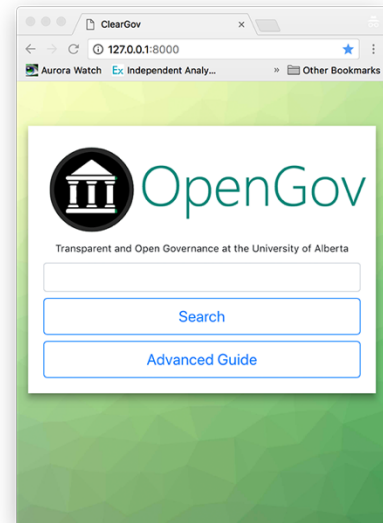 ClearGov
127.0.0.1:8000
Aurora Watch Ex Independent Analy... » Other Bookmarks
OpenGov
Transparent and Open Governance at the University of Alberta
Search
Advanced Guide